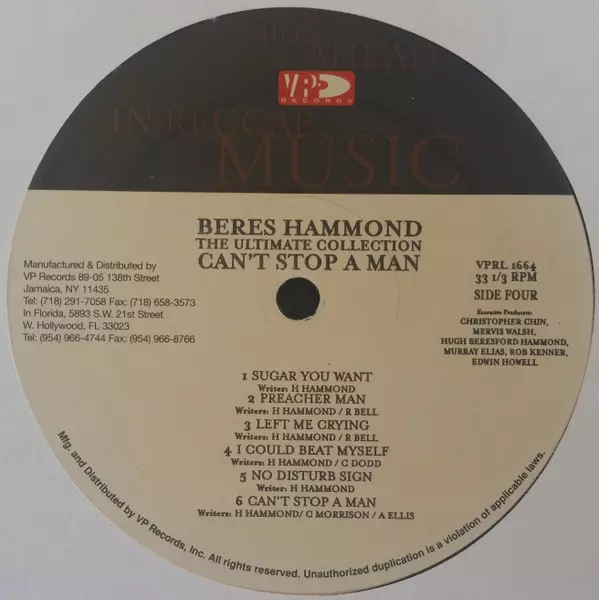 MILES AHEAD
VP
RECORDS
IN REGGAE
MUSIC
BERES HAMMOND
THE ULTIMATE COLLECTION
CAN'T STOP A MAN
Manufactured & Distributed by
VP Records 89-05 138th Street
Jamaica, NY 11435
Tel: (718) 291-7058 Fax: (718) 658-3573
In Florida, 5893 S.W. 21st Street
W. Hollywood, FL 33023
Tel: (954) 966-4744 Fax: (954) 966-8766
VPRL 1664
33 1/3 RPM
SIDE FOUR
Executive Producers:
CHRISTOPHER CHIN,
MERVIS WALSH,
HUGH BERESFORD HAMMOND,
MURRAY ELIAS, ROB KENNER,
EDWIN HOWELL
1 SUGAR YOU WANT
Writer: H HAMMOND
2 PREACHER MAN
Writers: H HAMMOND / R BELL
3 LEFT ME CRYING
Writers: H HAMMOND / R BELL
4 I COULD BEAT MYSELF
Writers: H HAMMOND / C DODD
5 NO DISTURB SIGN
Writer: H HAMMOND
6 CAN'T STOP A MAN
Writers: H HAMMOND/ C MORRISON / A ELLIS
Mfg. and Distributed by VP Records, Inc. All rights reserved. Unauthorized duplication is a violation of applicable laws.